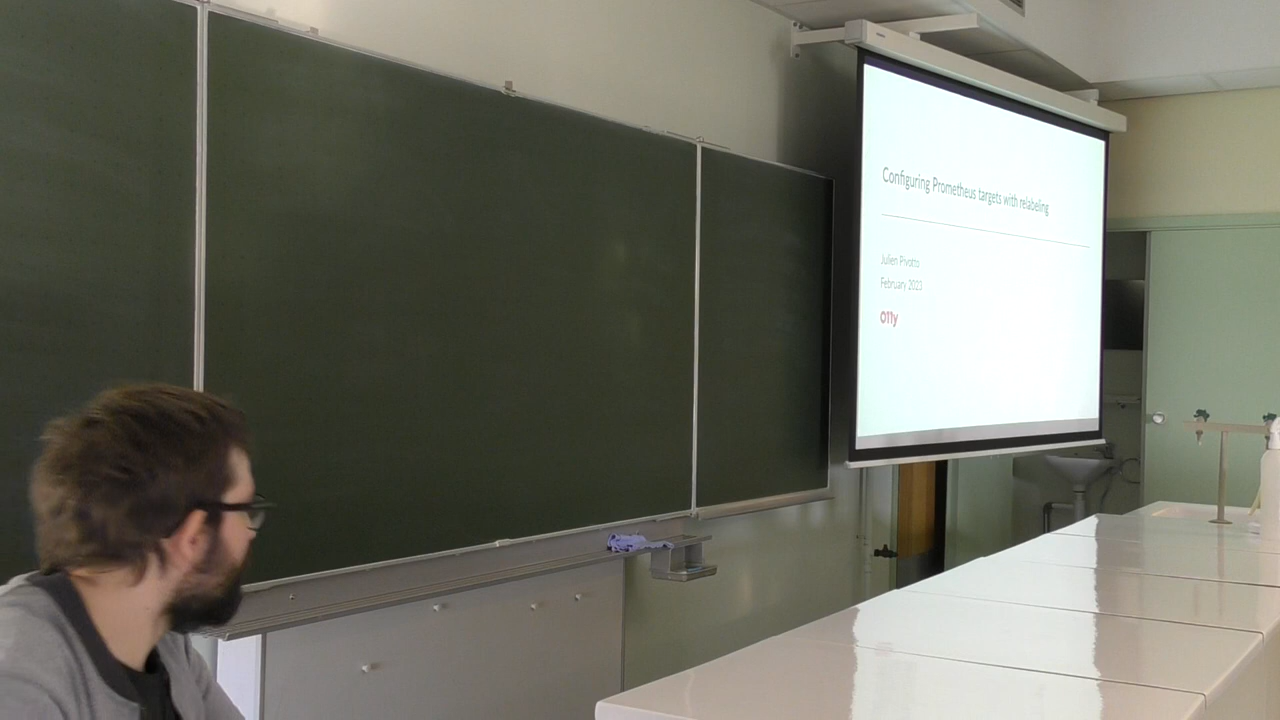 Configuring Prometheus targets with relabeling
Julien Pivotto
February 2023
O11y